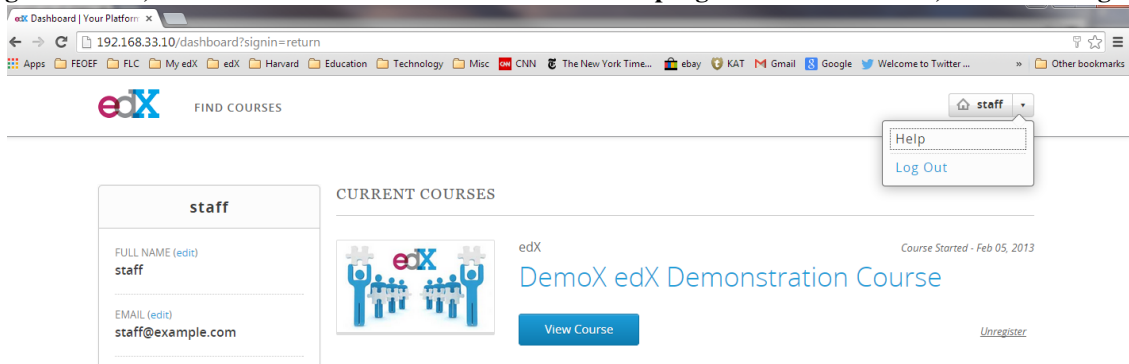 edX Dashboard | Your Platform
192.168.33.10/dashboard?signin=return
Apps FEOEF FLC My edX edX Harvard Education Technology Misc CNN The New York Time... ebay KAT Gmail Google Welcome to Twitter ... » Other bookmarks
edX FIND COURSES staff
Help
Log Out
staff
CURRENT COURSES
FULL NAME (edit)
staff
EMAIL (edit)
staff@example.com
edX
edX Course Started - Feb 05, 2013
DemoX edX Demonstration Course
View Course Unregister